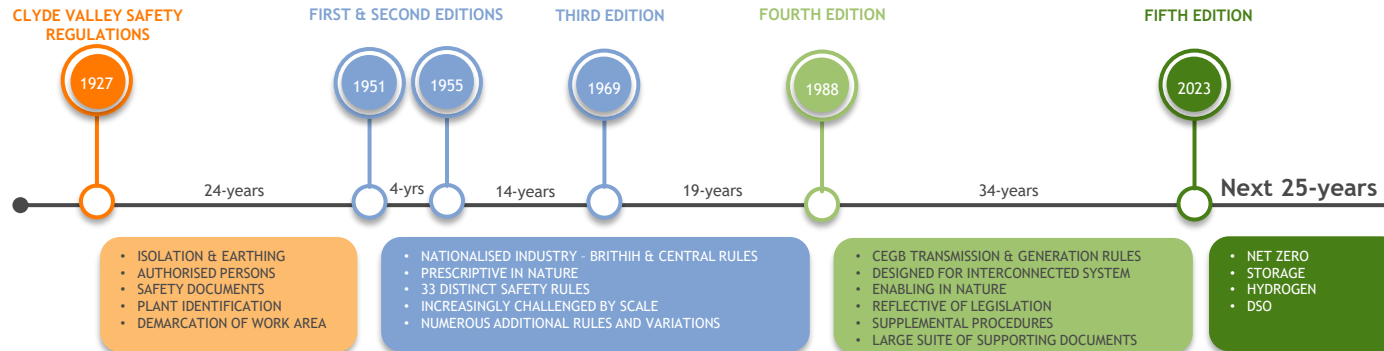 CLYDE VALLEY SAFETY
REGULATIONS
FIRST & SECOND EDITIONS
THIRD EDITION
FOURTH EDITION
FIFTH EDITION
1927
1951
1955
1969
1988
2023
24-years
4-yrs
14-years
19-years
34-years
Next 25-years
• ISOLATION & EARTHING
• AUTHORISED PERSONS
• SAFETY DOCUMENTS
• PLANT IDENTIFICATION
• DEMARCATION OF WORK AREA
• NATIONALISED INDUSTRY – BRITHIH & CENTRAL RULES
• PRESCRIPTIVE IN NATURE
• 33 DISTINCT SAFETY RULES
• INCREASINGLY CHALLENGED BY SCALE
• NUMEROUS ADDITIONAL RULES AND VARIATIONS
• CEGB TRANSMISSION & GENERATION RULES
• DESIGNED FOR INTERCONNECTED SYSTEM
• ENABLING IN NATURE
• REFLECTIVE OF LEGISLATION
• SUPPLEMENTAL PROCEDURES
• LARGE SUITE OF SUPPORTING DOCUMENTS
• NET ZERO
• STORAGE
• HYDROGEN
• DSO